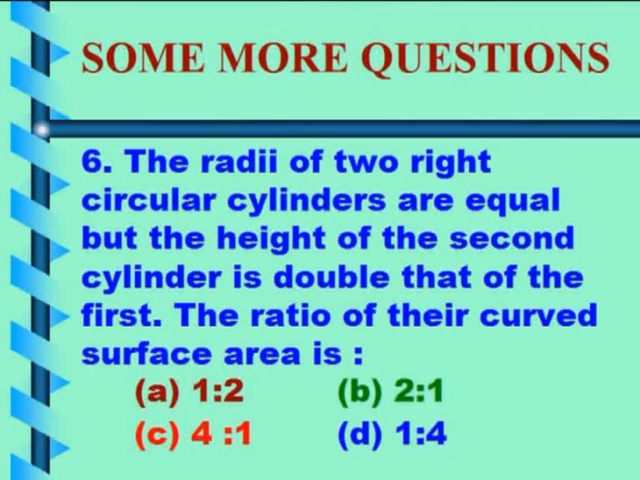 SOME MORE QUESTIONS
6. The radii of two right
circular cylinders are equal
but the height of the second
cylinder is double that of the
first. The ratio of their curved
surface area is :
(a) 1:2 (b) 2:1
(c) 4 :1 (d) 1:4